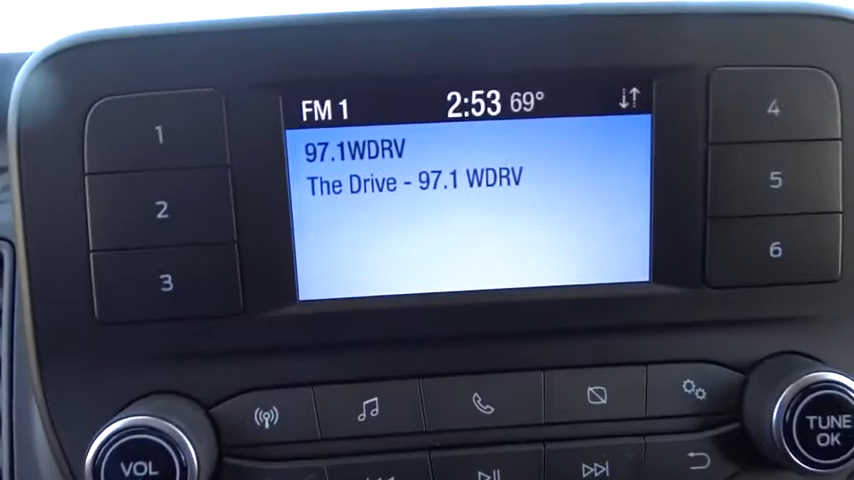 FM 1 2:53 69°
97.1WDRV
The Drive - 97.1 WDRV
1
2
3
4
5
6
VOL
TUNE
OK